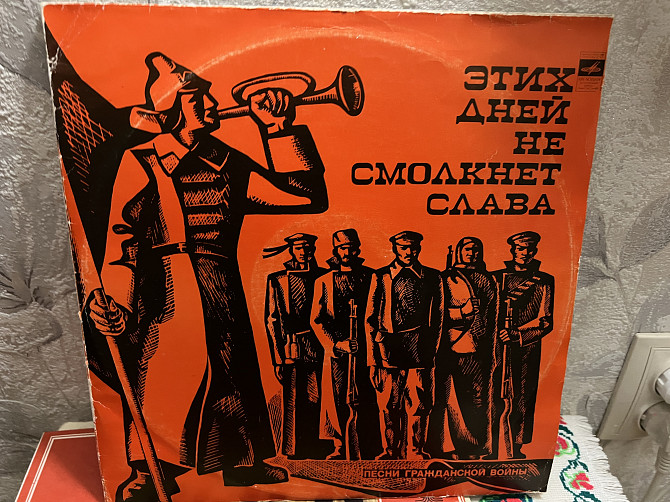 ЭТИХ
ДНЕЙ
НЕ
СМОЛКНЕТ
СЛАВА
ПЕСНИ ГРАЖДАНСКОЙ ВОЙНЫ